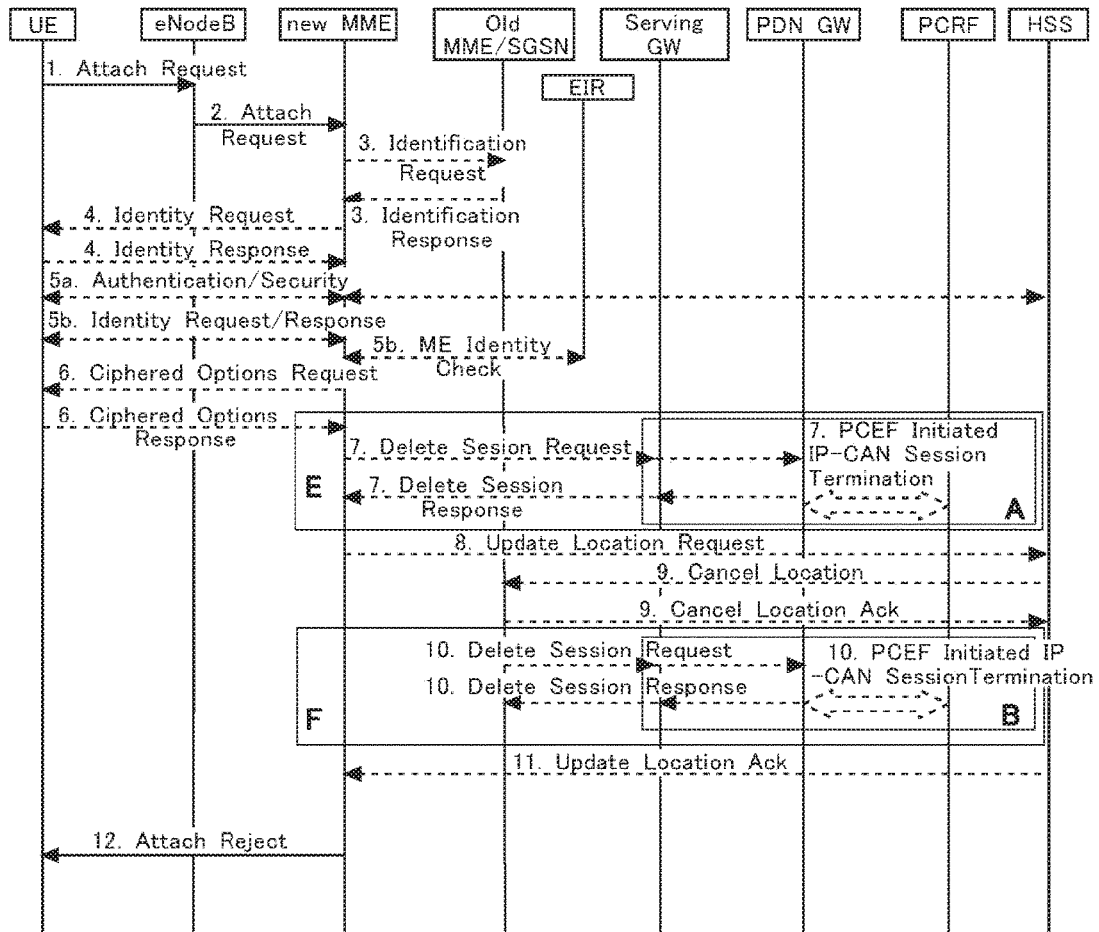 UE
eNodeB
new MME
Old
MME/SGSN
Serving
GW
PDN GW
PCRF
HSS
EIR
1. Attach Request
2. Attach
Request
3. Identification
Request
3. Identification
Response
4. Identity Request
4. Identity Response
5a. Authentication/Security
5b. Identity Request/Response
5b. ME Identity
Check
6. Ciphered Options Request
6. Ciphered Options
Response
7. Delete Sesion Request
7. PCEF Initiated
IP-CAN Session
Termination
E
7. Delete Session
Response
A
8. Update Location Request
9. Cancel Location
9. Cancel Location Ack
10. Delete Session Request
10. PCEF Initiated IP
-CAN SessionTermination
10. Delete Session Response
F
B
11. Update Location Ack
12. Attach Reject